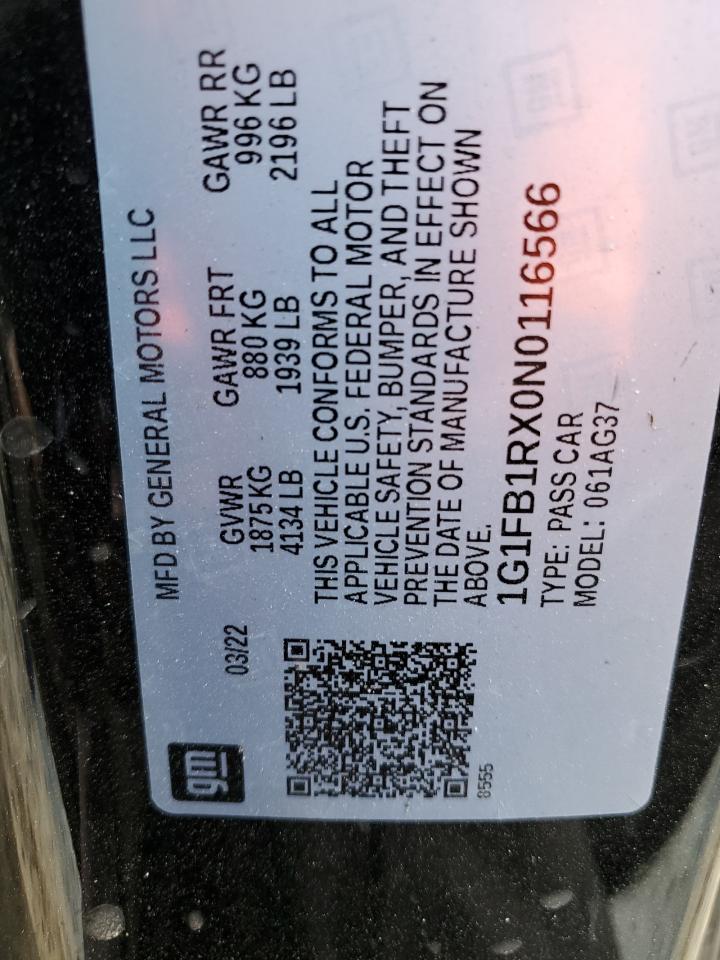 gm
MFD BY GENERAL MOTORS LLC
03/22
GVWR GAWR FRT GAWR RR
1875 KG 880 KG 996 KG
4134 LB 1939 LB 2196 LB
THIS VEHICLE CONFORMS TO ALL
APPLICABLE U.S. FEDERAL MOTOR
VEHICLE SAFETY, BUMPER, AND THEFT
PREVENTION STANDARDS IN EFFECT ON
THE DATE OF MANUFACTURE SHOWN
ABOVE.
8555
1G1FB1RX0N0116566
TYPE: PASS CAR
MODEL: 061AG37